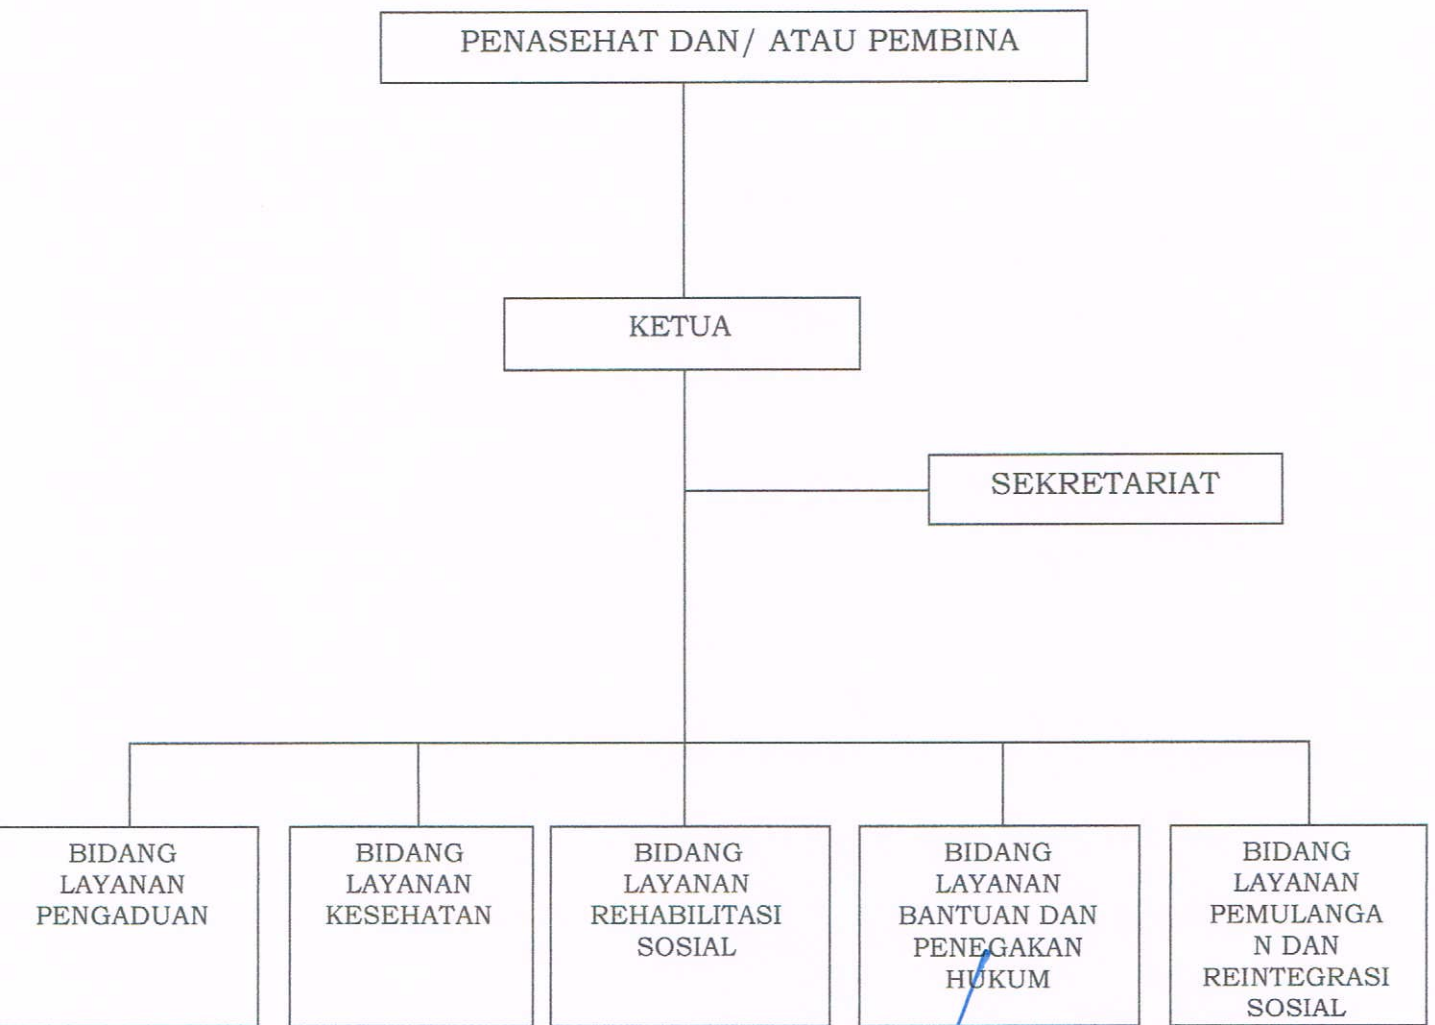 PENASEHAT DAN/ ATAU PEMBINA
KETUA
SEKRETARIAT
BIDANG
LAYANAN
PENGADUAN
BIDANG
LAYANAN
KESEHATAN
BIDANG
LAYANAN
REHABILITASI
SOSIAL
BIDANG
LAYANAN
BANTUAN DAN
PENEGAKAN
HUKUM
BIDANG
LAYANAN
PEMULANGA
N DAN
REINTEGRASI
SOSIAL